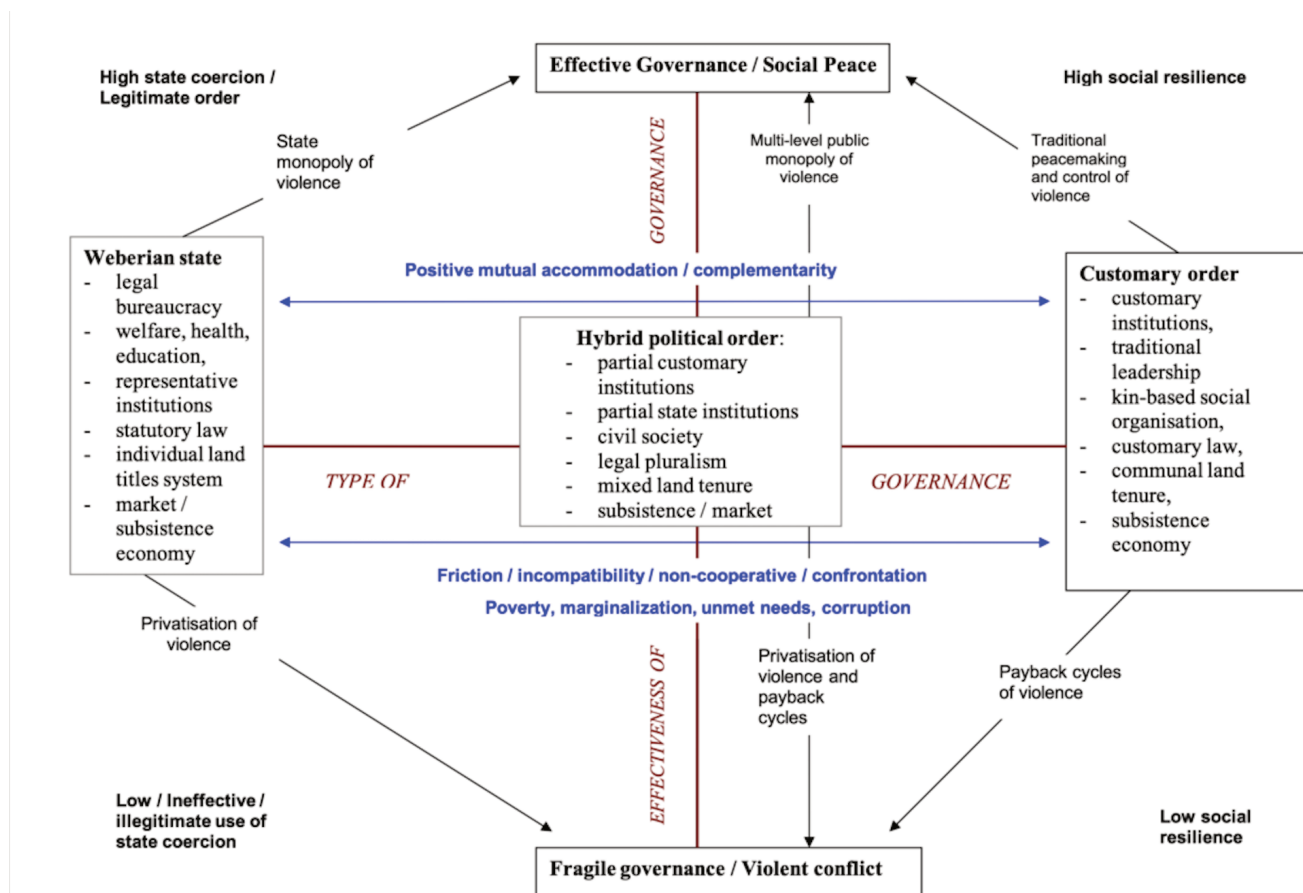 Effective Governance / Social Peace
High state coercion /
Legitimate order
High social resilience
State
monopoly of
violence
GOVERNANCE
Multi-level public
monopoly of
violence
Traditional
peacemaking
and control of
violence
Weberian state
- legal
bureaucracy
- welfare, health,
education,
- representative
institutions
- statutory law
- individual land
titles system
- market /
subsistence
economy
Positive mutual accommodation / complementarity
Hybrid political order:
- partial customary
institutions
- partial state institutions
- civil society
- legal pluralism
- mixed land tenure
- subsistence / market
Customary order
- customary
institutions,
- traditional
leadership
- kin-based social
organisation,
- customary law,
- communal land
tenure,
- subsistence
economy
TYPE OF
GOVERNANCE
Friction / incompatibility / non-cooperative / confrontation
Poverty, marginalization, unmet needs, corruption
Privatisation of
violence
EFFECTIVENESS OF
Privatisation of
violence and
payback
cycles
Payback cycles
of violence
Low / Ineffective /
illegitimate use of
state coercion
Low social
resilience
Fragile governance / Violent conflict